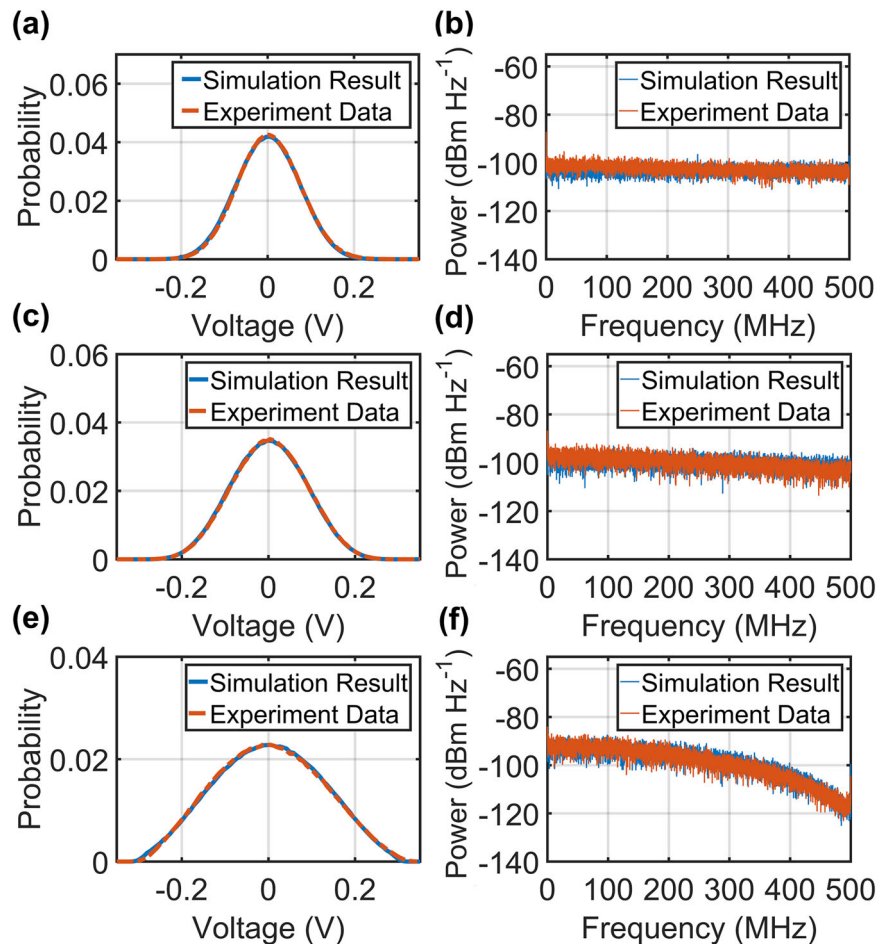 (a)
Probability
0.06
0.04
0.02
0
-0.2
0
0.2
Voltage (V)
Simulation Result
Experiment Data
(b)
Power (dBm Hz⁻¹)
-60
-80
-100
-120
-140
0
100
200
300
400
500
Frequency (MHz)
Simulation Result
Experiment Data
(c)
Probability
0.06
0.04
0.02
0
-0.2
0
0.2
Voltage (V)
Simulation Result
Experiment Data
(d)
Power (dBm Hz⁻¹)
-60
-80
-100
-120
-140
0
100
200
300
400
500
Frequency (MHz)
Simulation Result
Experiment Data
(e)
Probability
0.04
0.02
0
-0.2
0
0.2
Voltage (V)
Simulation Result
Experiment Data
(f)
Power (dBm Hz⁻¹)
-60
-80
-100
-120
-140
0
100
200
300
400
500
Frequency (MHz)
Simulation Result
Experiment Data